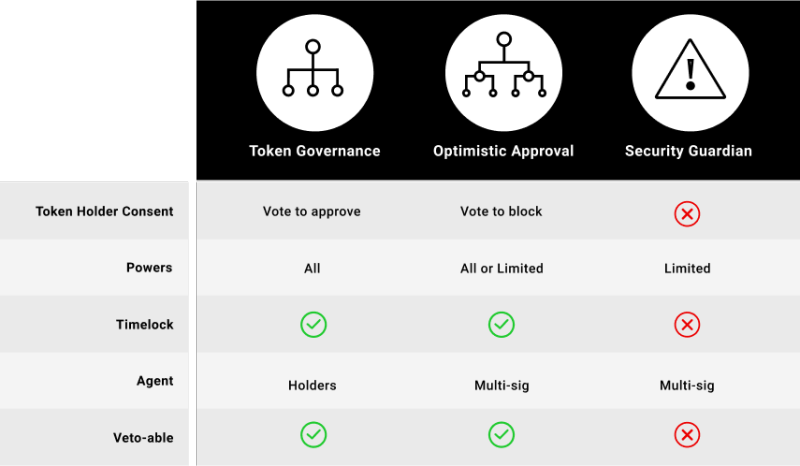 Token Governance
Optimistic Approval
Security Guardian
Token Holder Consent
Vote to approve
Vote to block
Powers
All
All or Limited
Limited
Timelock
Agent
Holders
Multi-sig
Multi-sig
Veto-able